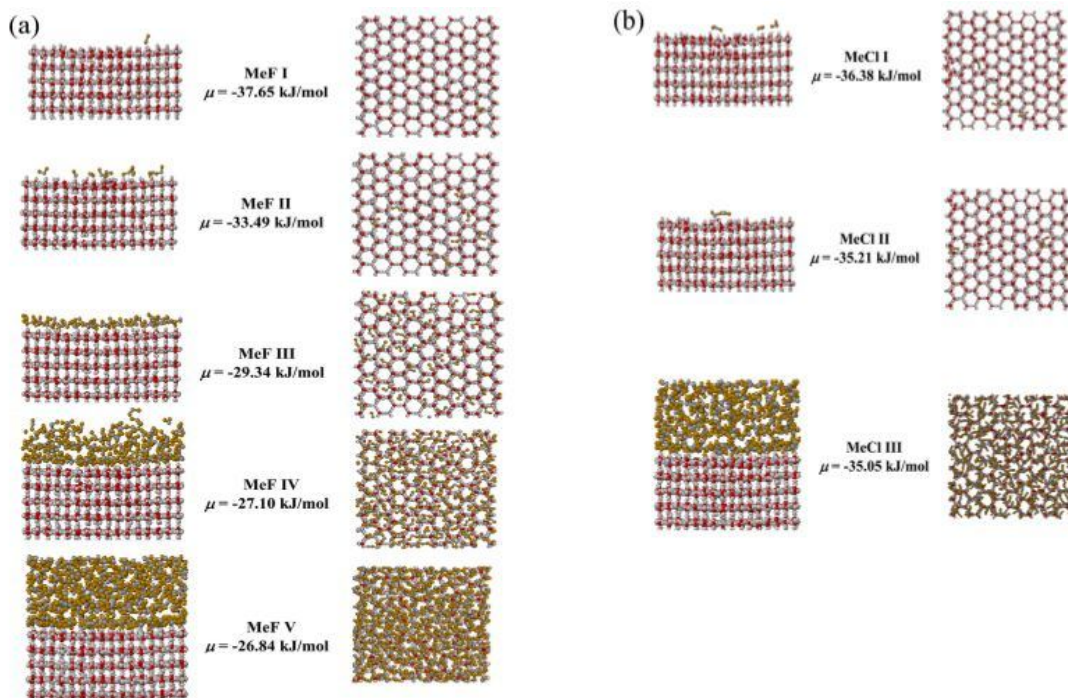 (a)
MeF I
μ = -37.65 kJ/mol
MeF II
μ = -33.49 kJ/mol
MeF III
μ = -29.34 kJ/mol
MeF IV
μ = -27.10 kJ/mol
MeF V
μ = -26.84 kJ/mol
(b)
MeCl I
μ = -36.38 kJ/mol
MeCl II
μ = -35.21 kJ/mol
MeCl III
μ = -35.05 kJ/mol